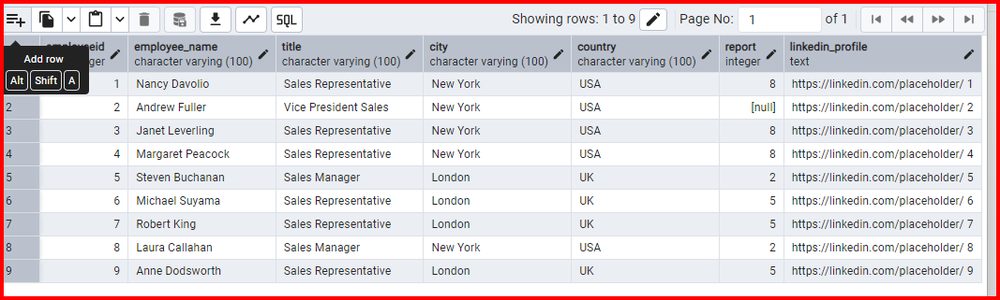 SQL Showing rows: 1 to 9 Page No: 1 of 1
employeeid employee_name title city country report linkedin_profile
character varying (100) character varying (100) character varying (100) character varying (100) integer text
Add row
Alt Shift A
1 Nancy Davolio Sales Representative New York USA 8 https://linkedin.com/placeholder/ 1
2 2 Andrew Fuller Vice President Sales New York USA [null] https://linkedin.com/placeholder/ 2
3 3 Janet Leverling Sales Representative New York USA 8 https://linkedin.com/placeholder/ 3
4 4 Margaret Peacock Sales Representative New York USA 8 https://linkedin.com/placeholder/ 4
5 5 Steven Buchanan Sales Manager London UK 2 https://linkedin.com/placeholder/ 5
6 6 Michael Suyama Sales Representative London UK 5 https://linkedin.com/placeholder/ 6
7 7 Robert King Sales Representative London UK 5 https://linkedin.com/placeholder/ 7
8 8 Laura Callahan Sales Manager New York USA 2 https://linkedin.com/placeholder/ 8
9 9 Anne Dodsworth Sales Representative London UK 5 https://linkedin.com/placeholder/ 9